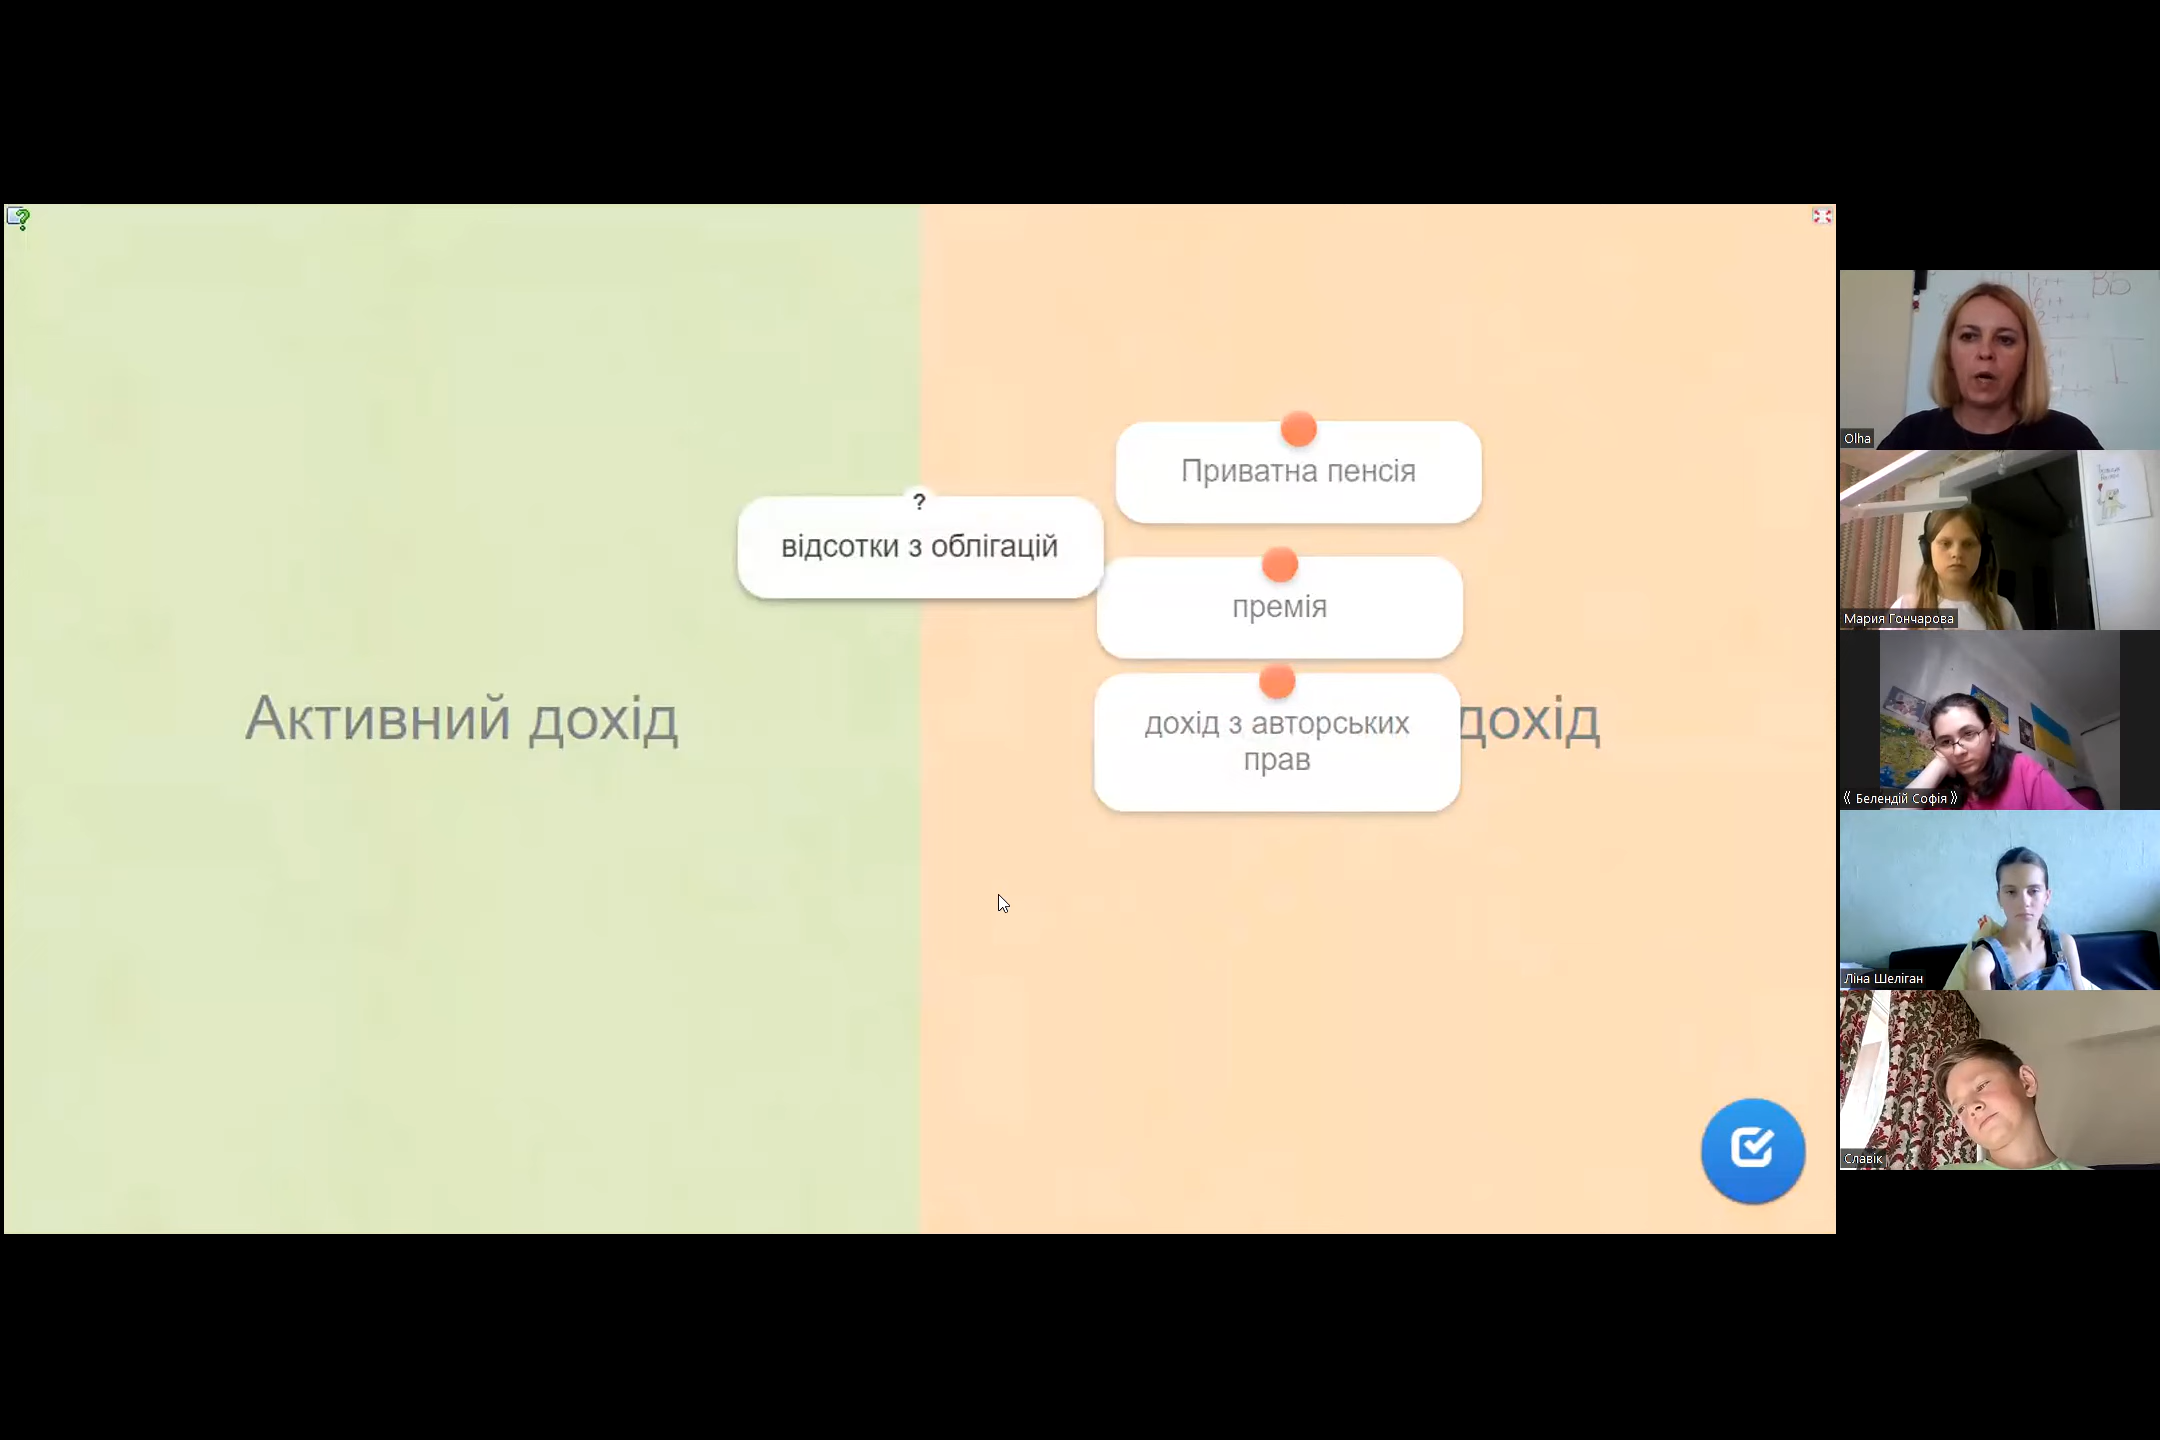 Приватна пенсія
?
відсотки з облігацій
премія
Активний дохід
дохід з авторських
прав
дохід
Olha
Мария Гончарова
⟪ Белендій Софія ⟫
Ліна Шеліган
Славік